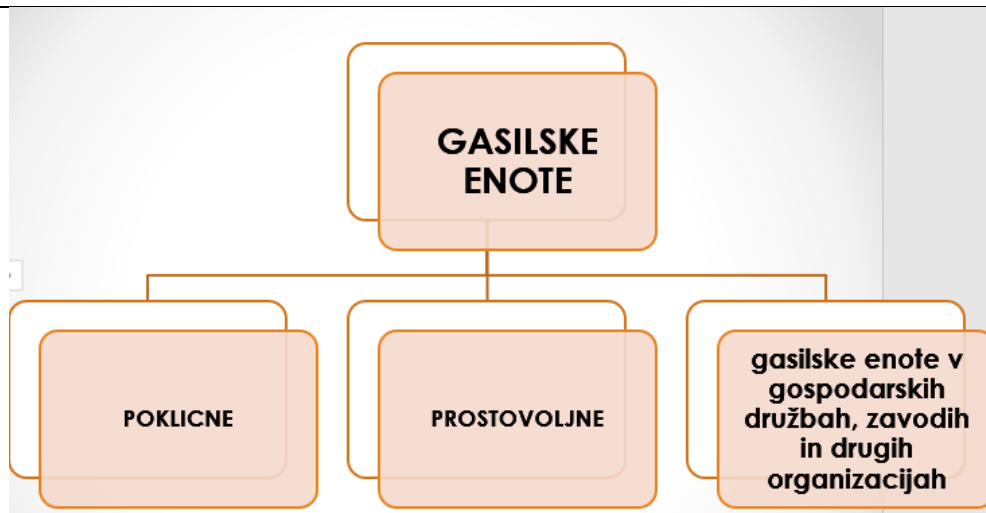 GASILSKE
ENOTE
POKLICNE
PROSTOVOLJNE
gasilske enote v
gospodarskih
družbah, zavodih
in drugih
organizacijah